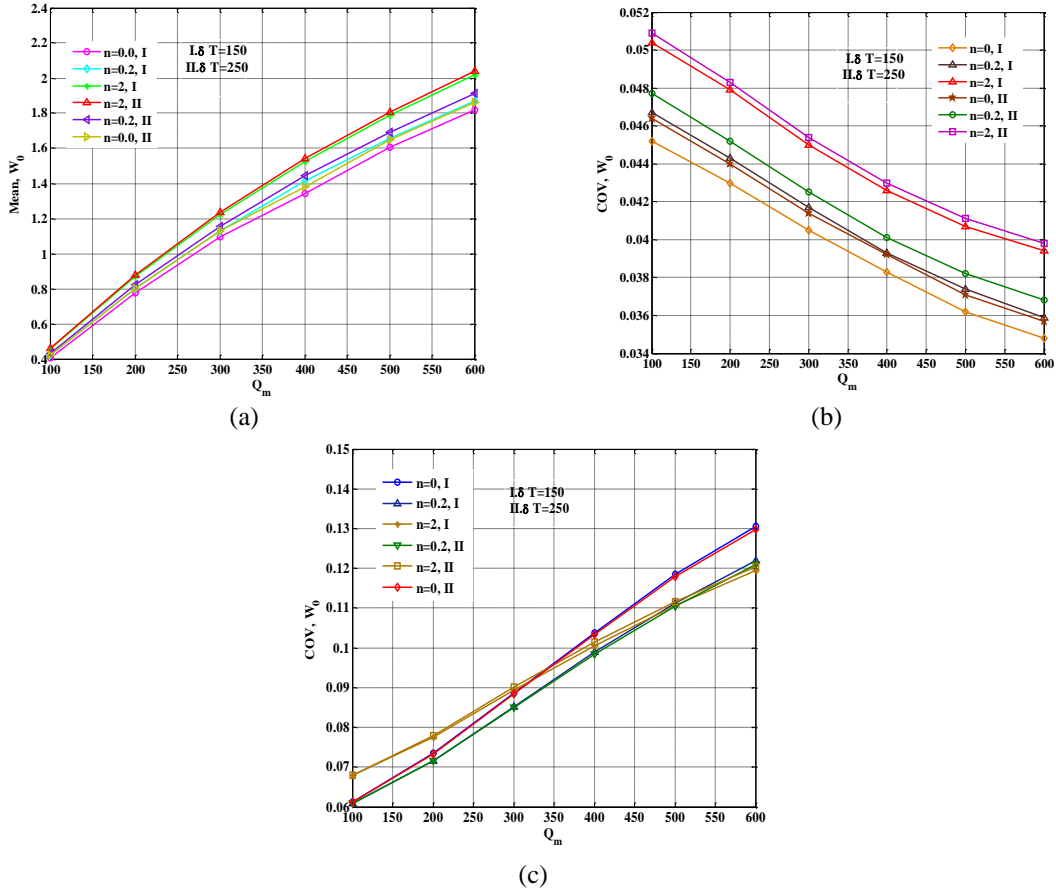 2.4
2.2
2
1.8
1.6
1.4
1.2
1
0.8
0.6
0.4
Mean, W0
n=0.0, I
n=0.2, I
n=2, I
n=2, II
n=0.2, II
n=0.0, II
I.δ T=150
II.δ T=250
100 150 200 250 300 350 400 450 500 550 600
Q_m
(a)
0.052
0.05
0.048
0.046
0.044
0.042
0.04
0.038
0.036
0.034
COV, W0
I.δ T=150
II.δ T=250
n=0, I
n=0.2, I
n=2, I
n=0, II
n=0.2, II
n=2, II
100 150 200 250 300 350 400 450 500 550 600
Q_m
(b)
0.15
0.14
0.13
0.12
0.11
0.1
0.09
0.08
0.07
0.06
COV, W0
n=0, I
n=0.2, I
n=2, I
n=0.2, II
n=2, II
n=0, II
I.δ T=150
II.δ T=250
100 150 200 250 300 350 400 450 500 550 600
Q_m
(c)